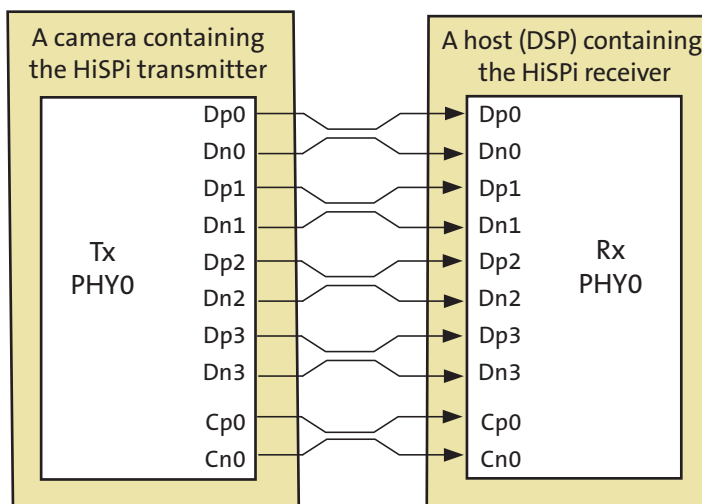 A camera containing
the HiSPi transmitter
Dp0
Dn0
Dp1
Dn1
Dp2
Dn2
Dp3
Dn3
Cp0
Cn0
Tx
PHY0
A host (DSP) containing
the HiSPi receiver
Dp0
Dn0
Dp1
Dn1
Dp2
Dn2
Dp3
Dn3
Cp0
Cn0
Rx
PHY0